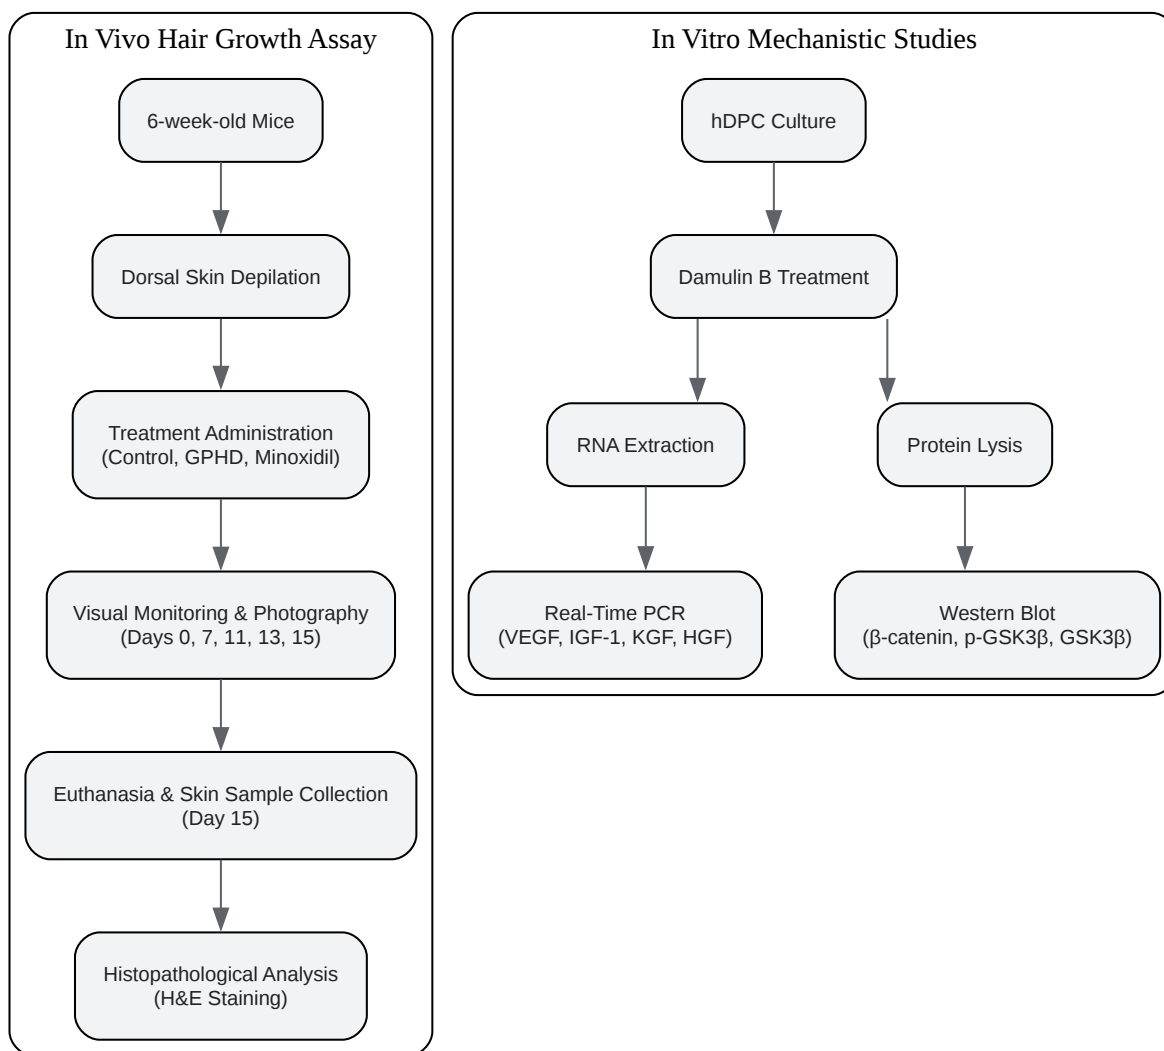 In Vivo Hair Growth Assay
6-week-old Mice
Dorsal Skin Depilation
Treatment Administration
(Control, GPHD, Minoxidil)
Visual Monitoring & Photography
(Days 0, 7, 11, 13, 15)
Euthanasia & Skin Sample Collection
(Day 15)
Histopathological Analysis
(H&E Staining)
In Vitro Mechanistic Studies
hDPC Culture
Damulin B Treatment
RNA Extraction
Protein Lysis
Real-Time PCR
(VEGF, IGF-1, KGF, HGF)
Western Blot
(β-catenin, p-GSK3β, GSK3β)